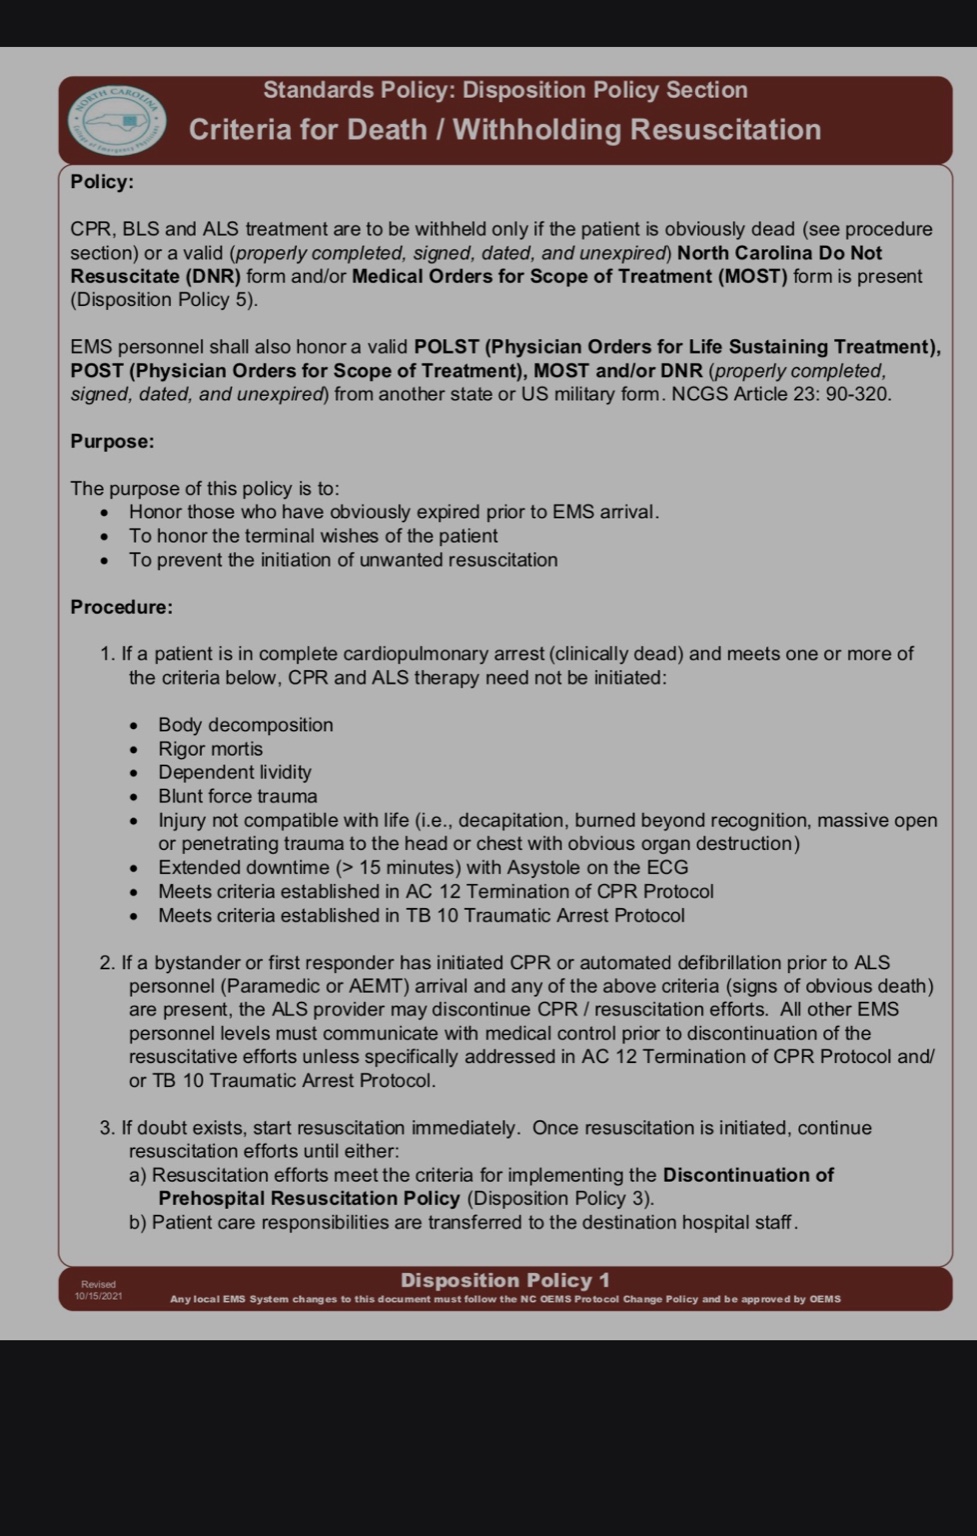 Standards Policy: Disposition Policy Section
NORTH CAROLINA
College of Emergency Physicians
Criteria for Death / Withholding Resuscitation
Policy:
CPR, BLS and ALS treatment are to be withheld only if the patient is obviously dead (see procedure
section) or a valid (properly completed, signed, dated, and unexpired) North Carolina Do Not
Resuscitate (DNR) form and/or Medical Orders for Scope of Treatment (MOST) form is present
(Disposition Policy 5).
EMS personnel shall also honor a valid POLST (Physician Orders for Life Sustaining Treatment),
POST (Physician Orders for Scope of Treatment), MOST and/or DNR (properly completed,
signed, dated, and unexpired) from another state or US military form. NCGS Article 23: 90-320.
Purpose:
The purpose of this policy is to:
• Honor those who have obviously expired prior to EMS arrival.
• To honor the terminal wishes of the patient
• To prevent the initiation of unwanted resuscitation
Procedure:
1. If a patient is in complete cardiopulmonary arrest (clinically dead) and meets one or more of
the criteria below, CPR and ALS therapy need not be initiated:
• Body decomposition
• Rigor mortis
• Dependent lividity
• Blunt force trauma
• Injury not compatible with life (i.e., decapitation, burned beyond recognition, massive open
or penetrating trauma to the head or chest with obvious organ destruction)
• Extended downtime (> 15 minutes) with Asystole on the ECG
• Meets criteria established in AC 12 Termination of CPR Protocol
• Meets criteria established in TB 10 Traumatic Arrest Protocol
2. If a bystander or first responder has initiated CPR or automated defibrillation prior to ALS
personnel (Paramedic or AEMT) arrival and any of the above criteria (signs of obvious death)
are present, the ALS provider may discontinue CPR / resuscitation efforts.  All other EMS
personnel levels must communicate with medical control prior to discontinuation of the
resuscitative efforts unless specifically addressed in AC 12 Termination of CPR Protocol and/
or TB 10 Traumatic Arrest Protocol.
3. If doubt exists, start resuscitation immediately.  Once resuscitation is initiated, continue
resuscitation efforts until either:
a) Resuscitation efforts meet the criteria for implementing the Discontinuation of
Prehospital Resuscitation Policy (Disposition Policy 3).
b) Patient care responsibilities are transferred to the destination hospital staff.
Revised
10/15/2021
Disposition Policy 1
Any local EMS System changes to this document must follow the NC OEMS Protocol Change Policy and be approved by OEMS